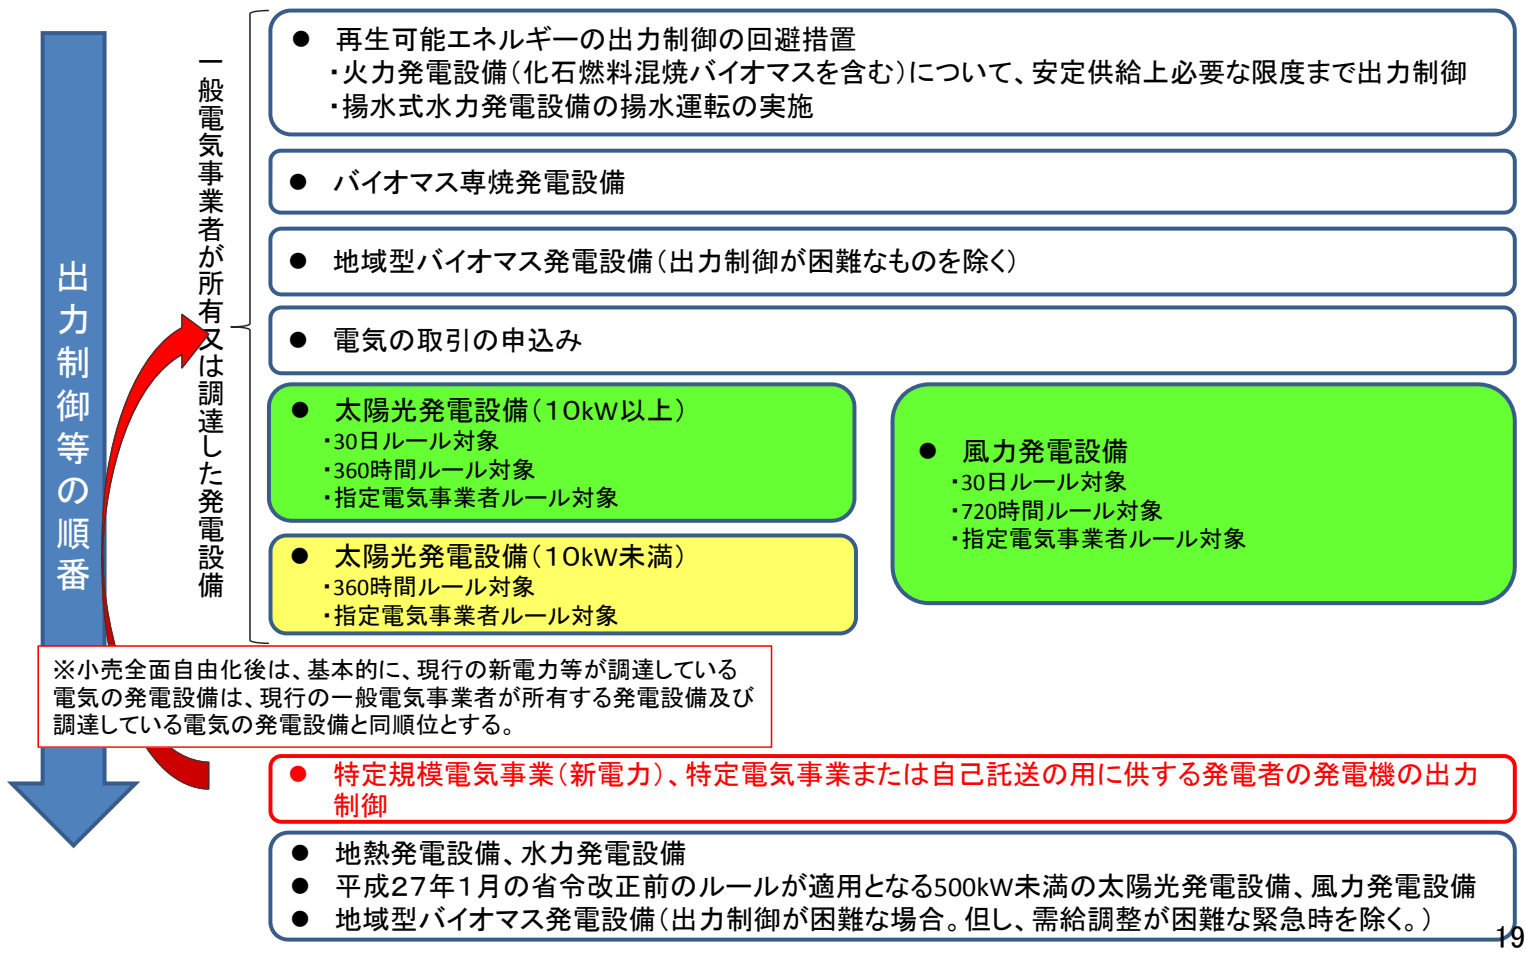 出力制御等の順番
一般電気事業者が所有又は調達した発電設備
● 再生可能エネルギーの出力制御の回避措置
・火力発電設備（化石燃料混焼バイオマスを含む）について、安定供給上必要な限度まで出力制御
・揚水式水力発電設備の揚水運転の実施
● バイオマス専焼発電設備
● 地域型バイオマス発電設備（出力制御が困難なものを除く）
● 電気の取引の申込み
● 太陽光発電設備（１０kW以上）
・30日ルール対象
・360時間ルール対象
・指定電気事業者ルール対象
● 太陽光発電設備（１０kW未満）
・360時間ルール対象
・指定電気事業者ルール対象
● 風力発電設備
・30日ルール対象
・720時間ルール対象
・指定電気事業者ルール対象
※小売全面自由化後は、基本的に、現行の新電力等が調達している
電気の発電設備は、現行の一般電気事業者が所有する発電設備及び
調達している電気の発電設備と同順位とする。
● 特定規模電気事業（新電力）、特定電気事業または自己託送の用に供する発電者の発電機の出力
制御
● 地熱発電設備、水力発電設備
● 平成２７年１月の省令改正前のルールが適用となる500kW未満の太陽光発電設備、風力発電設備
● 地域型バイオマス発電設備（出力制御が困難な場合。但し、需給調整が困難な緊急時を除く。）
19